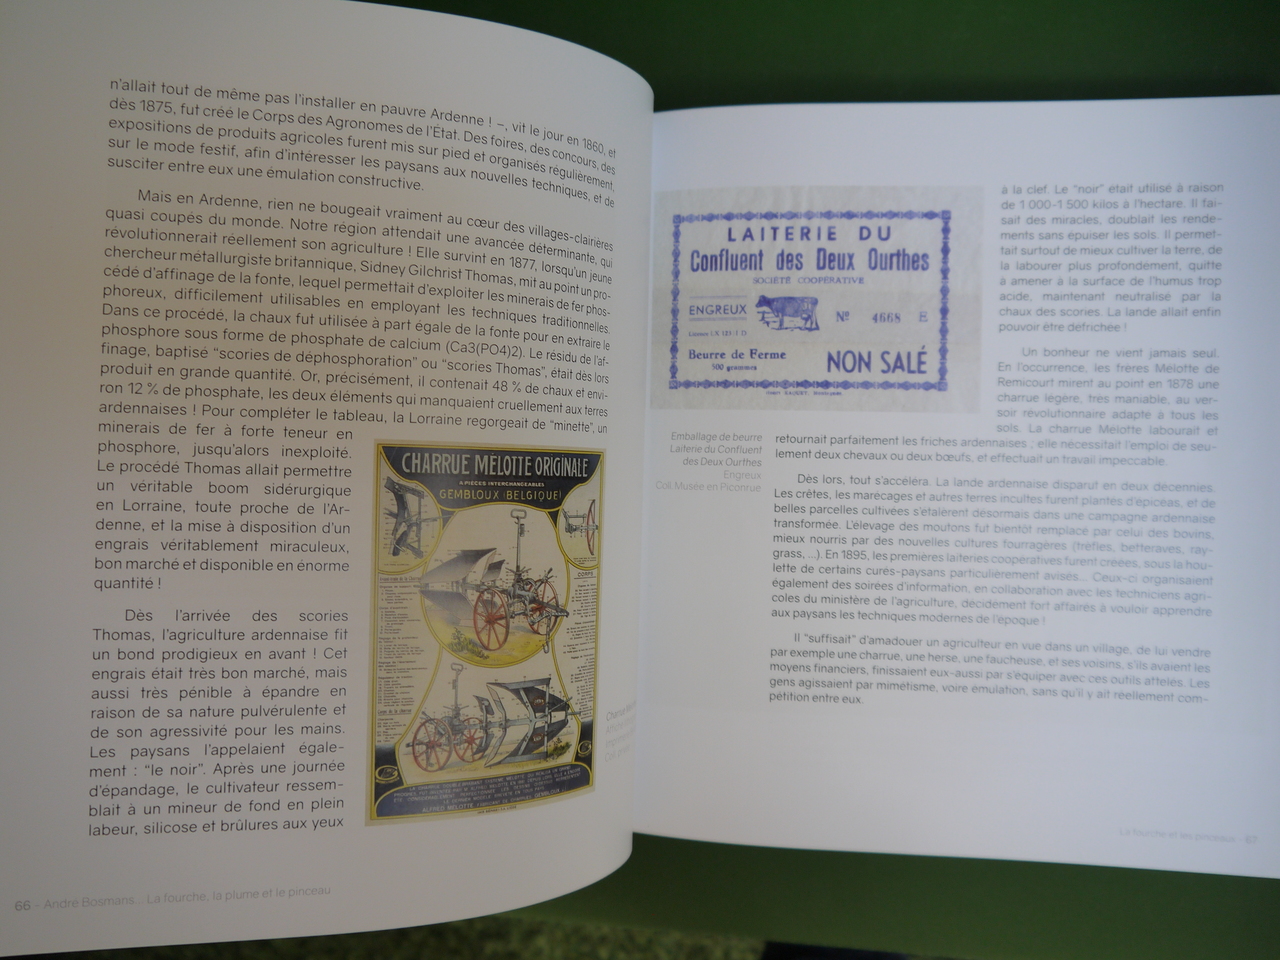 n'allait tout de même pas l'installer en pauvre Ardenne ! –, vit le jour en 1860, et
dès 1875, fut créé le Corps des Agronomes de l'État. Des foires, des concours, des
expositions de produits agricoles furent mis sur pied et organisés régulièrement,
sur le mode festif, afin d'intéresser les paysans aux nouvelles techniques, et de
susciter entre eux une émulation constructive.
Mais en Ardenne, rien ne bougeait vraiment au cœur des villages-clairières
quasi coupés du monde. Notre région attendait une avancée déterminante, qui
révolutionnerait réellement son agriculture ! Elle survint en 1877, lorsqu'un jeune
chercheur métallurgiste britannique, Sidney Gilchrist Thomas, mit au point un pro-
cédé d'affinage de la fonte, lequel permettait d'exploiter les minerais de fer phos-
phoreux, difficilement utilisables en employant les techniques traditionnelles.
Dans ce procédé, la chaux fut utilisée à part égale de la fonte pour en extraire le
phosphore sous forme de phosphate de calcium (Ca3(PO4)2). Le résidu de l'af-
finage, baptisé "scories de déphosphoration" ou "scories Thomas", était dès lors
produit en grande quantité. Or, précisément, il contenait 48 % de chaux et envi-
ron 12 % de phosphate, les deux éléments qui manquaient cruellement aux terres
ardennaises ! Pour compléter le tableau, la Lorraine regorgeait de "minette", un
minerais de fer à forte teneur en
phosphore, jusqu'alors inexploité.
Le procédé Thomas allait permettre
un véritable boom sidérurgique
en Lorraine, toute proche de l'Ar-
denne, et la mise à disposition d'un
engrais véritablement miraculeux,
bon marché et disponible en énorme
quantité !
Dès l'arrivée des scories
Thomas, l'agriculture ardennaise fit
un bond prodigieux en avant ! Cet
engrais était très bon marché, mais
aussi très pénible à épandre en
raison de sa nature pulvérulente et
de son agressivité pour les mains.
Les paysans l'appelaient égale-
ment : "le noir". Après une journée
d'épandage, le cultivateur ressem-
blait à un mineur de fond en plein
labeur, silicose et brûlures aux yeux
CHARRUE MÉLOTTE ORIGINALE
A PIÈCES INTERCHANGEABLES
GEMBLOUX (BELGIQUE)
CORPS
66 – André Bosmans... La fourche, la plume et le pinceau
LAITERIE DU
Confluent des Deux Ourthes
SOCIÉTÉ COOPÉRATIVE
ENGREUX
Nº 4668 E
Beurre de Ferme
500 grammes
NON SALÉ
Emballage de beurre
Laiterie du Confluent
des Deux Ourthes
Engreux
Coll Musée en Piconrue
à la clef. Le "noir" était utilisé à raison
de 1 000-1 500 kilos à l'hectare. Il fai-
sait des miracles, doublait les rende-
ments sans épuiser les sols. Il permet-
tait surtout de mieux cultiver la terre, de
la labourer plus profondément, quitte
à amener à la surface de l'humus trop
acide, maintenant neutralisé par la
chaux des scories. La lande allait enfin
pouvoir être défrichée !
Un bonheur ne vient jamais seul.
En l'occurrence, les frères Mélotte de
Remicourt mirent au point en 1878 une
charrue légère, très maniable, au ver-
soir révolutionnaire adapté à tous les
sols. La charrue Mélotte labourait et
retournait parfaitement les friches ardennaises ; elle nécessitait l'emploi de seu-
lement deux chevaux ou deux bœufs, et effectuait un travail impeccable.
Dès lors, tout s'accéléra. La lande ardennaise disparut en deux décennies.
Les crêtes, les marécages et autres terres incultes furent plantés d'épicéas, et de
belles parcelles cultivées s'étalèrent désormais dans une campagne ardennaise
transformée. L'élevage des moutons fut bientôt remplacé par celui des bovins,
mieux nourris par des nouvelles cultures fourragères (trèfles, betteraves, ray-
grass, ...). En 1895, les premières laiteries coopératives furent créées, sous la hou-
lette de certains curés-paysans particulièrement avisés... Ceux-ci organisaient
également des soirées d'information, en collaboration avec les techniciens agri-
coles du ministère de l'agriculture, décidément fort affairés à vouloir apprendre
aux paysans les techniques modernes de l'époque !
Il "suffisait" d'amadouer un agriculteur en vue dans un village, de lui vendre
par exemple une charrue, une herse, une faucheuse, et ses voisins, s'ils avaient les
moyens financiers, finissaient eux-aussi par s'équiper avec ces outils attelés. Les
gens agissaient par mimétisme, voire émulation, sans qu'il y ait réellement com-
pétition entre eux.
La fourche et les pinceaux - 67